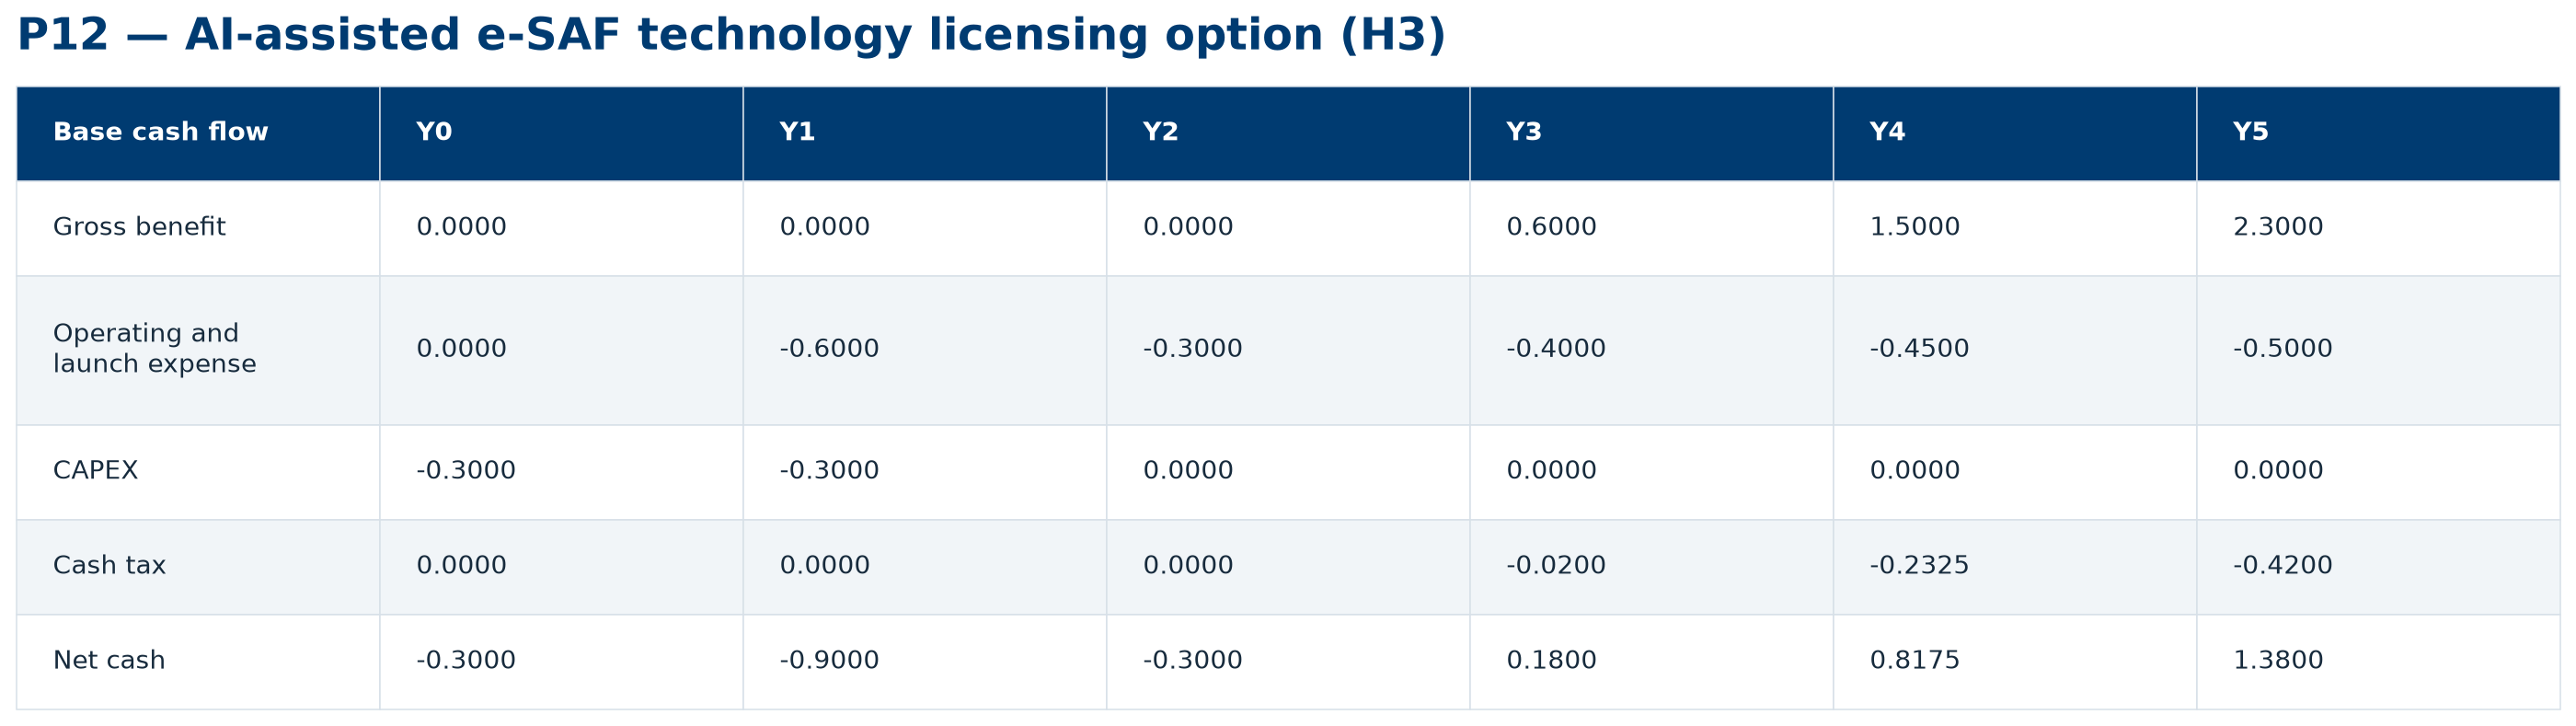 P12 — AI-assisted e-SAF technology licensing option (H3)
Base cash flow Y0 Y1 Y2 Y3 Y4 Y5
Gross benefit 0.0000 0.0000 0.0000 0.6000 1.5000 2.3000
Operating and
launch expense 0.0000 -0.6000 -0.3000 -0.4000 -0.4500 -0.5000
CAPEX -0.3000 -0.3000 0.0000 0.0000 0.0000 0.0000
Cash tax 0.0000 0.0000 0.0000 -0.0200 -0.2325 -0.4200
Net cash -0.3000 -0.9000 -0.3000 0.1800 0.8175 1.3800